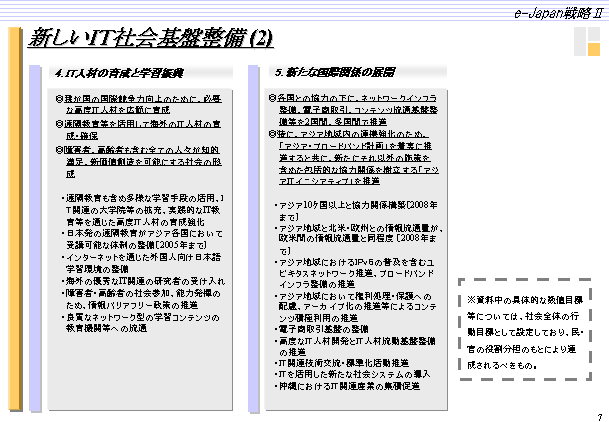 e-Japan戦略Ⅱ
新しいIT社会基盤整備(2)
4.IT人材の育成と学習振興
◎我が国の国際競争力向上のために、必要
な高度IT人材を広範に育成
◎遠隔教育等を活用して海外のIT人材の育
成・確保
◎障害者、高齢者も含む全ての人々が知的
満足、新価値創造を可能にする社会の形
成
・遠隔教育も含め多様な学習手段の活用、I
T関連の大学院等の拡充、実践的なIT教
育等を通じた高度IT人材の育成強化
・日本発の遠隔教育がアジア各国において
受講可能な体制の整備[2005年まで]
・インターネットを通じた外国人向け日本語
学習環境の整備
・海外の優秀なIT関連の研究者の受け入れ
・障害者・高齢者の社会参加、能力発揮の
ため、情報バリアフリー政策の推進
・良質なネットワーク型の学習コンテンツの
教育機関等への流通
5.新たな国際関係の展開
◎各国との協力の下に、ネットワークインフラ
整備、電子商取引、コンテンツ流通基盤整
備等を2国間、多国間で推進
◎特に、アジア地域内の連携強化のため、
「アジア・ブロードバンド計画」を着実に推
進すると共に、新たにそれ以外の施策を
含めた包括的な協力関係を樹立する「アジ
アITイニシアティブ」を推進
・アジア10ケ国以上と協力関係構築[2008年
まで]
・アジア地域と北米・欧州との情報流通量が、
欧米間の情報流通量と同程度[2008年ま
で]
・アジア地域におけるIPv6の普及を含むユ
ビキタスネットワーク推進、ブロードバンド
インフラ整備の推進
・アジア地域において権利処理・保護への
配慮、アーカイブ化の推進等によるコンテ
ンツ積極利用の推進
・電子商取引基盤の整備
・高度なIT人材開発とIT人材流動基盤整備
の推進
・IT関連技術交流・標準化活動推進
・ITを活用した新たな社会システムの導入
・沖縄におけるIT関連産業の集積促進
※資料中の具体的な数値目標
等については、社会全体の行
動目標として設定しており、民・
官の役割分担のもとにより達
成されるべきもの。
7